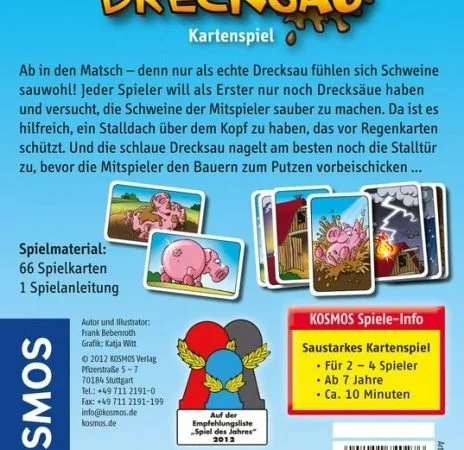 DRECKSAU
Kartenspiel
Ab in den Matsch – denn nur als echte Drecksau fühlen sich Schweine
sauwohl! Jeder Spieler will als Erster nur noch Drecksäue haben
und versucht, die Schweine der Mitspieler sauber zu machen. Da ist es
hilfreich, ein Stalldach über dem Kopf zu haben, das vor Regenkarten
schützt. Und die schlaue Drecksau nagelt am besten noch die Stalltür
zu, bevor die Mitspieler den Bauern zum Putzen vorbeischicken ...
Spielmaterial:
66 Spielkarten
1 Spielanleitung
KOSMOS
Autor und Illustrator:
Frank Bebenroth
Grafik: Katja Witt
© 2012 KOSMOS Verlag
Pfizerstraße 5 – 7
70184 Stuttgart
Tel.: +49 711 2191-0
Fax: +49 711 2191-199
info@kosmos.de
kosmos.de
Auf der
Empfehlungsliste
„Spiel des Jahres“
2012
KOSMOS Spiele-Info
Saustarkes Kartenspiel
• Für 2 – 4 Spieler
• Ab 7 Jahre
• Ca. 10 Minuten